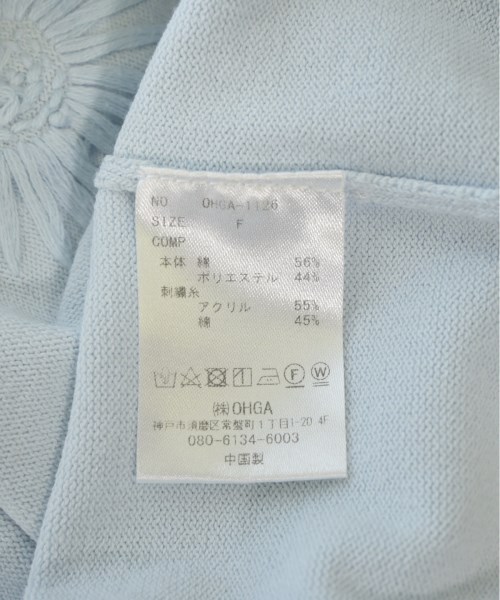 NO OHGA-1126
SIZE F
COMP
本体 綿 56%
ポリエステル 44%
刺繍糸
アクリル 55%
綿 45%
㈱OHGA
神戸市須磨区常盤町1丁目1-20 4F
080-6134-6003
中国製